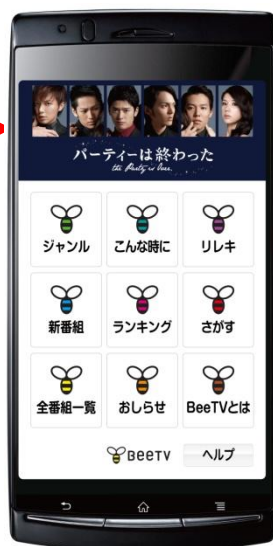 パーティーは終わった
the Party is Over.
ジャンル
こんな時に
リレキ
新番組
ランキング
さがす
全番組一覧
おしらせ
BeeTVとは
BeeTV
ヘルプ